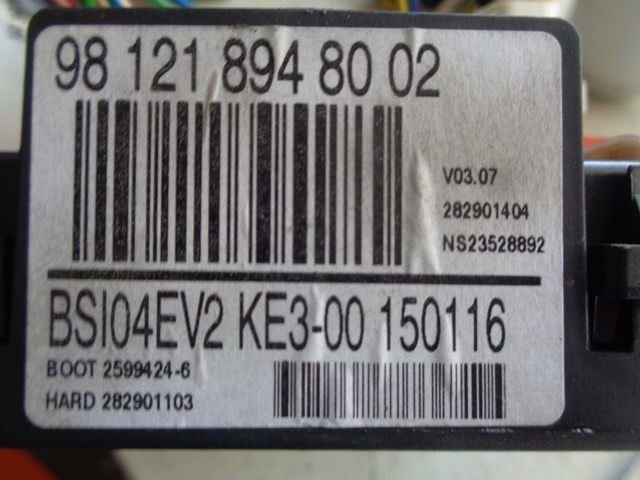 98 121 894 80 02
V03.07
282901404
NS23528892
BSI04EV2 KE3-00 150116
BOOT 2599424-6
HARD 282901103